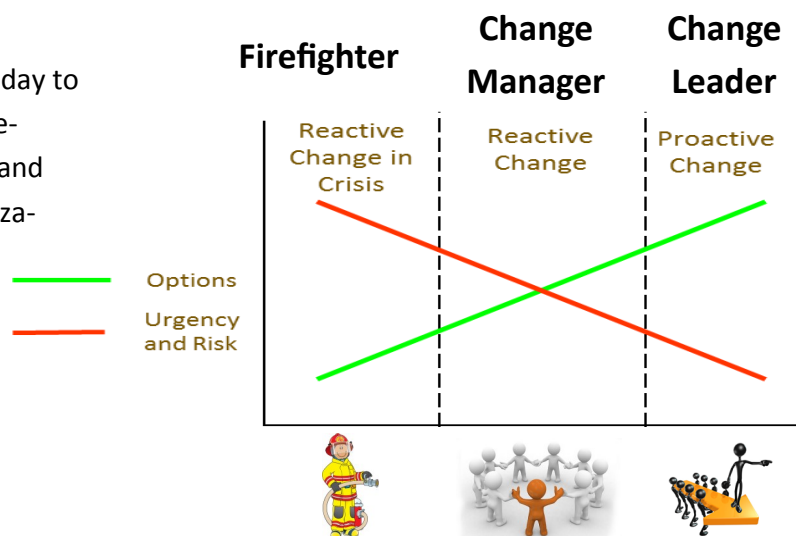 day to
e-
and
za-
Firefighter
Change
Manager
Change
Leader
Reactive
Change in
Crisis
Reactive
Change
Proactive
Change
Options
Urgency
and Risk